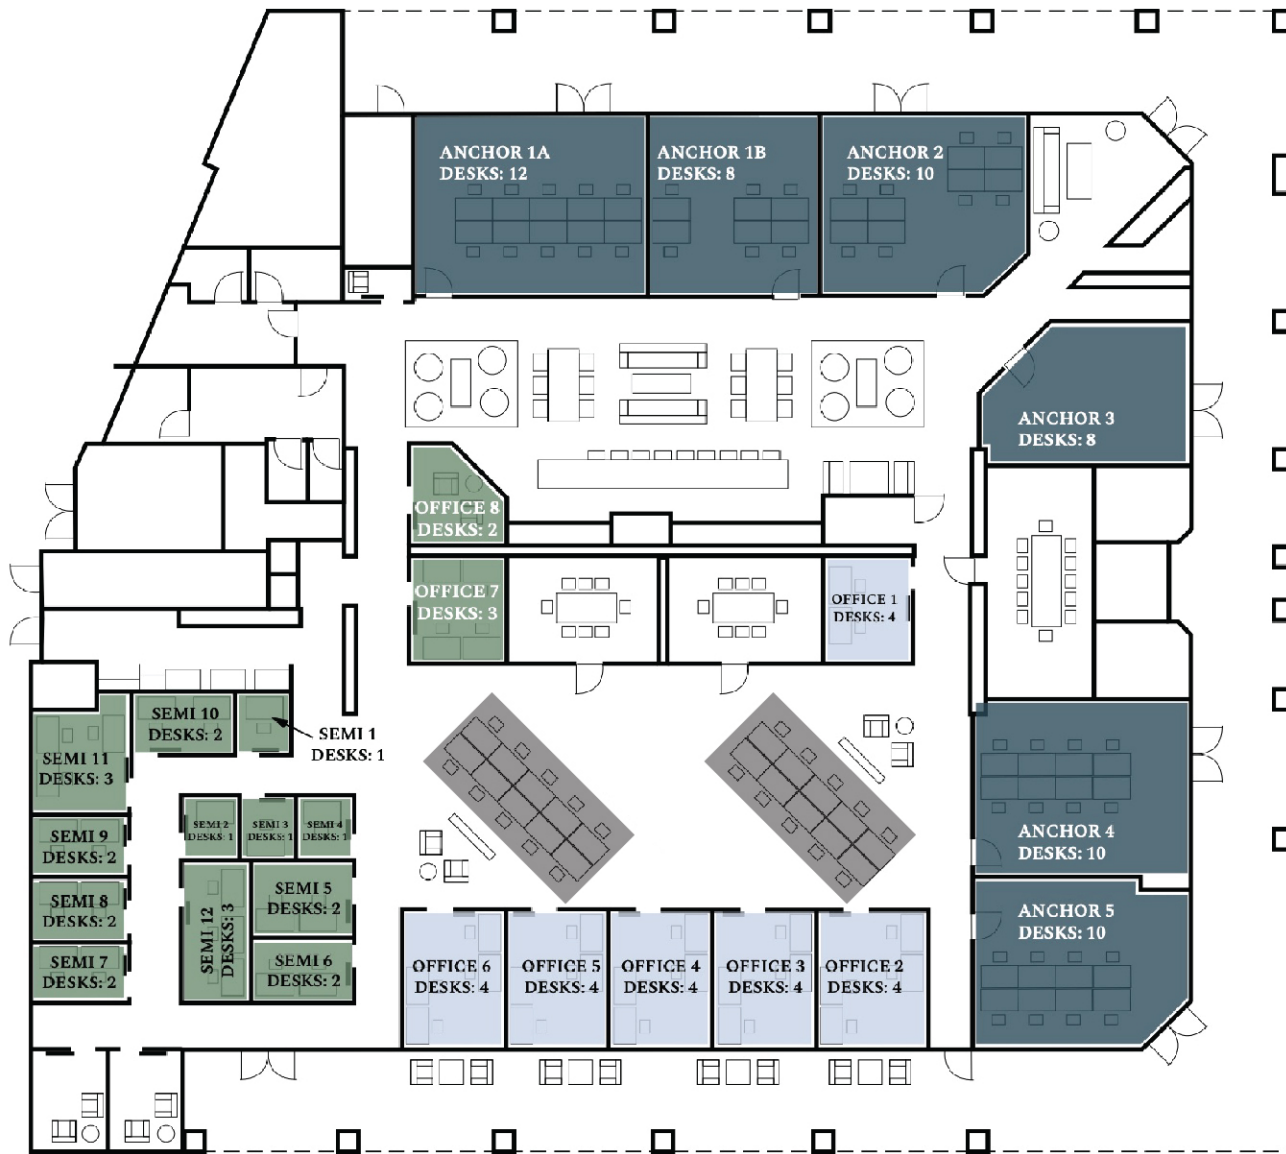 ANCHOR 1A
DESKS: 12
ANCHOR 1B
DESKS: 8
ANCHOR 2
DESKS: 10
ANCHOR 3
DESKS: 8
OFFICE 8
DESKS: 2
OFFICE 7
DESKS: 3
OFFICE 1
DESKS: 4
SEMI 10
DESKS: 2
SEMI 1
DESKS: 1
SEMI 11
DESKS: 3
SEMI 2
DESKS: 1
SEMI 3
DESKS: 1
SEMI 4
DESKS: 1
SEMI 9
DESKS: 2
SEMI 8
DESKS: 2
SEMI 7
DESKS: 2
SEMI 12
DESKS: 3
SEMI 5
DESKS: 2
SEMI 6
DESKS: 2
ANCHOR 4
DESKS: 10
ANCHOR 5
DESKS: 10
OFFICE 6
DESKS: 4
OFFICE 5
DESKS: 4
OFFICE 4
DESKS: 4
OFFICE 3
DESKS: 4
OFFICE 2
DESKS: 4